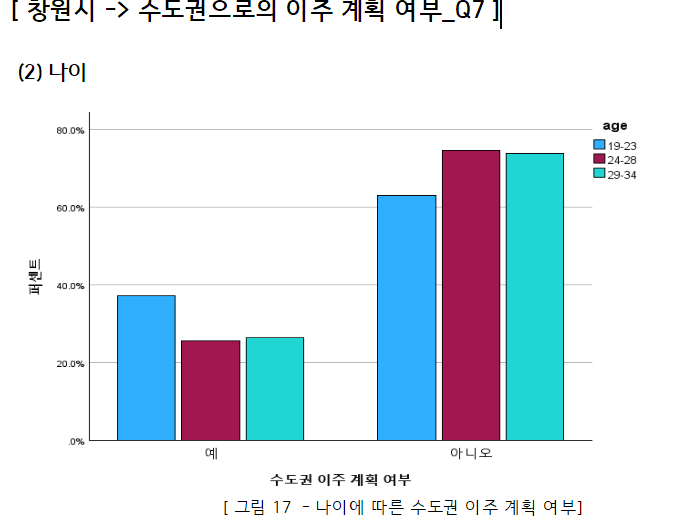 [ 창원시 -> 수도권으로의 이주 계획 여부_Q7 ]
(2) 나이
age
19-23
24-28
29-34
80.0%
60.0%
40.0%
20.0%
.0%
퍼센트
예
아니오
수도권 이주 계획 여부
[ 그림 17 - 나이에 따른 수도권 이주 계획 여부]